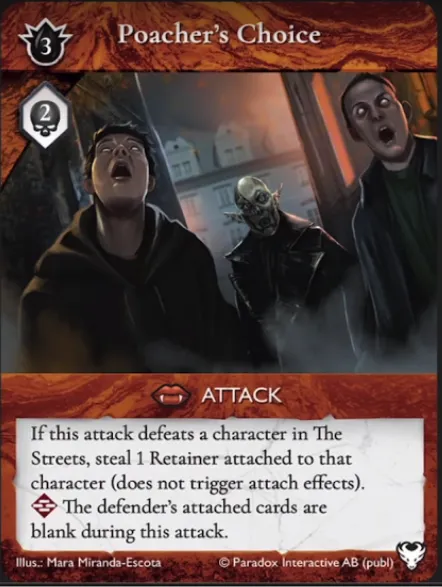 3
Poacher's Choice
2
ATTACK
If this attack defeats a character in The
Streets, steal 1 Retainer attached to that
character (does not trigger attach effects).
The defender's attached cards are
blank during this attack.
Illus.: Mara Miranda-Escota © Paradox Interactive AB (publ)